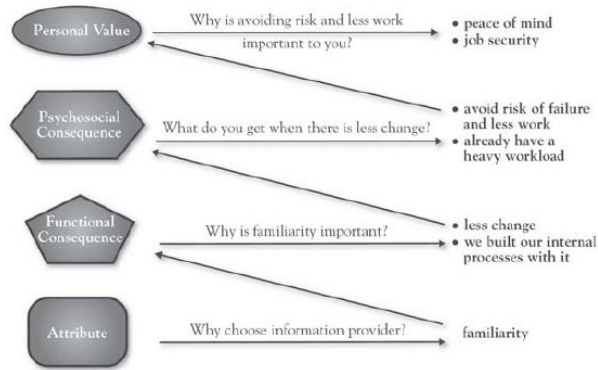 Personal Value
Why is avoiding risk and less work
important to you?
• peace of mind
• job security
Psychosocial
Consequence
What do you get when there is less change?
• avoid risk of failure
and less work
• already have a
heavy workload
Functional
Consequence
Why is familiarity important?
• less change
• we built our internal
processes with it
Attribute
Why choose information provider?
familiarity